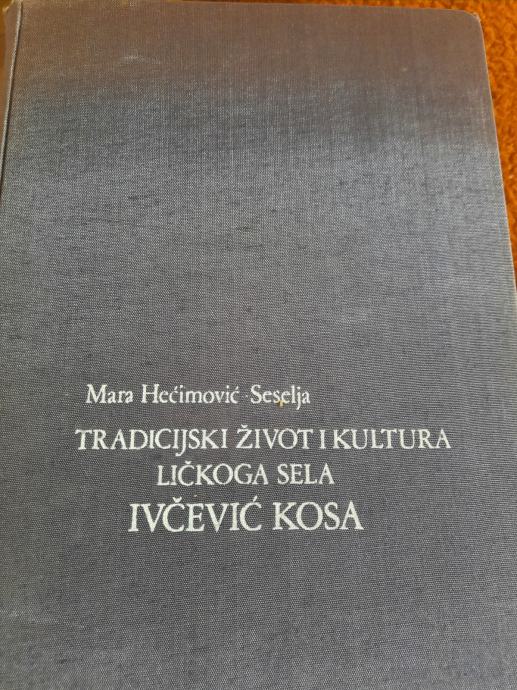 Mara Hećimović - Seselja
TRADICIJSKI ŽIVOT I KULTURA
LIČKOGA SELA
IVČEVIĆ KOSA